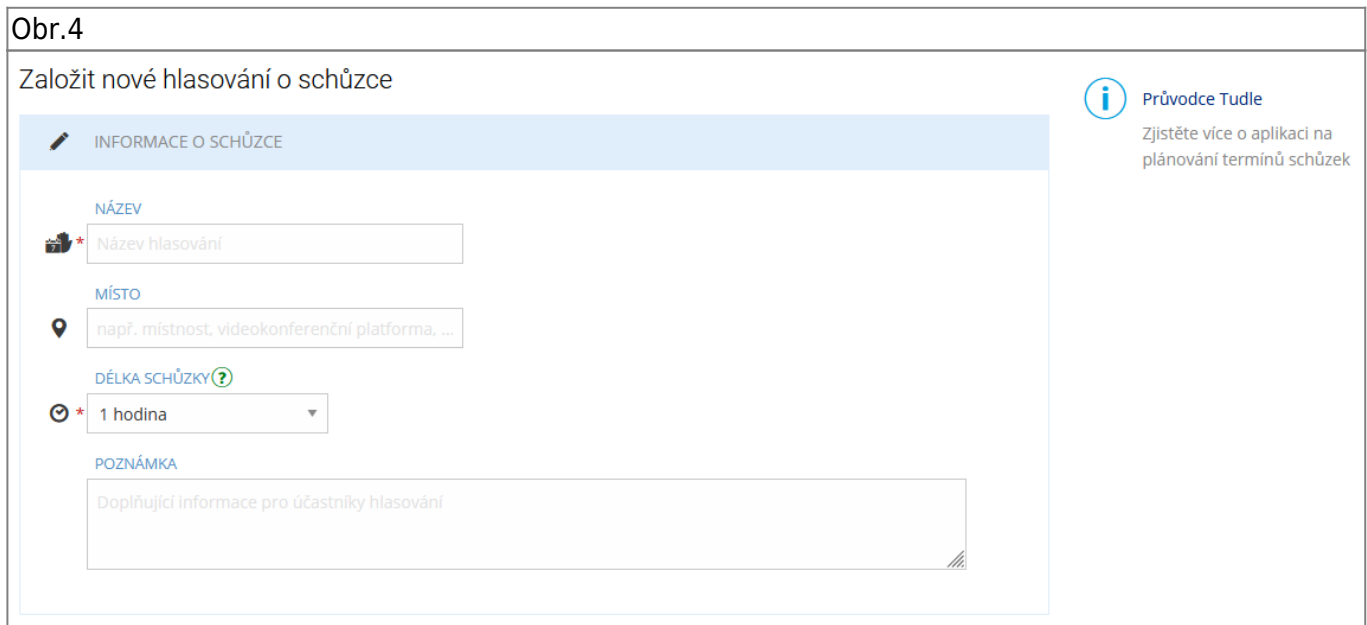 Obr.4
Založit nové hlasování o schůzce
INFORMACE O SCHŮZCE
NÁZEV
* Název hlasování
MÍSTO
např. místnost, videokonferenční platforma, ...
DÉLKA SCHŮZKY ?
* 1 hodina
POZNÁMKA
Doplňující informace pro účastníky hlasování
Průvodce Tudle
Zjistěte více o aplikaci na
plánování termínů schůzek